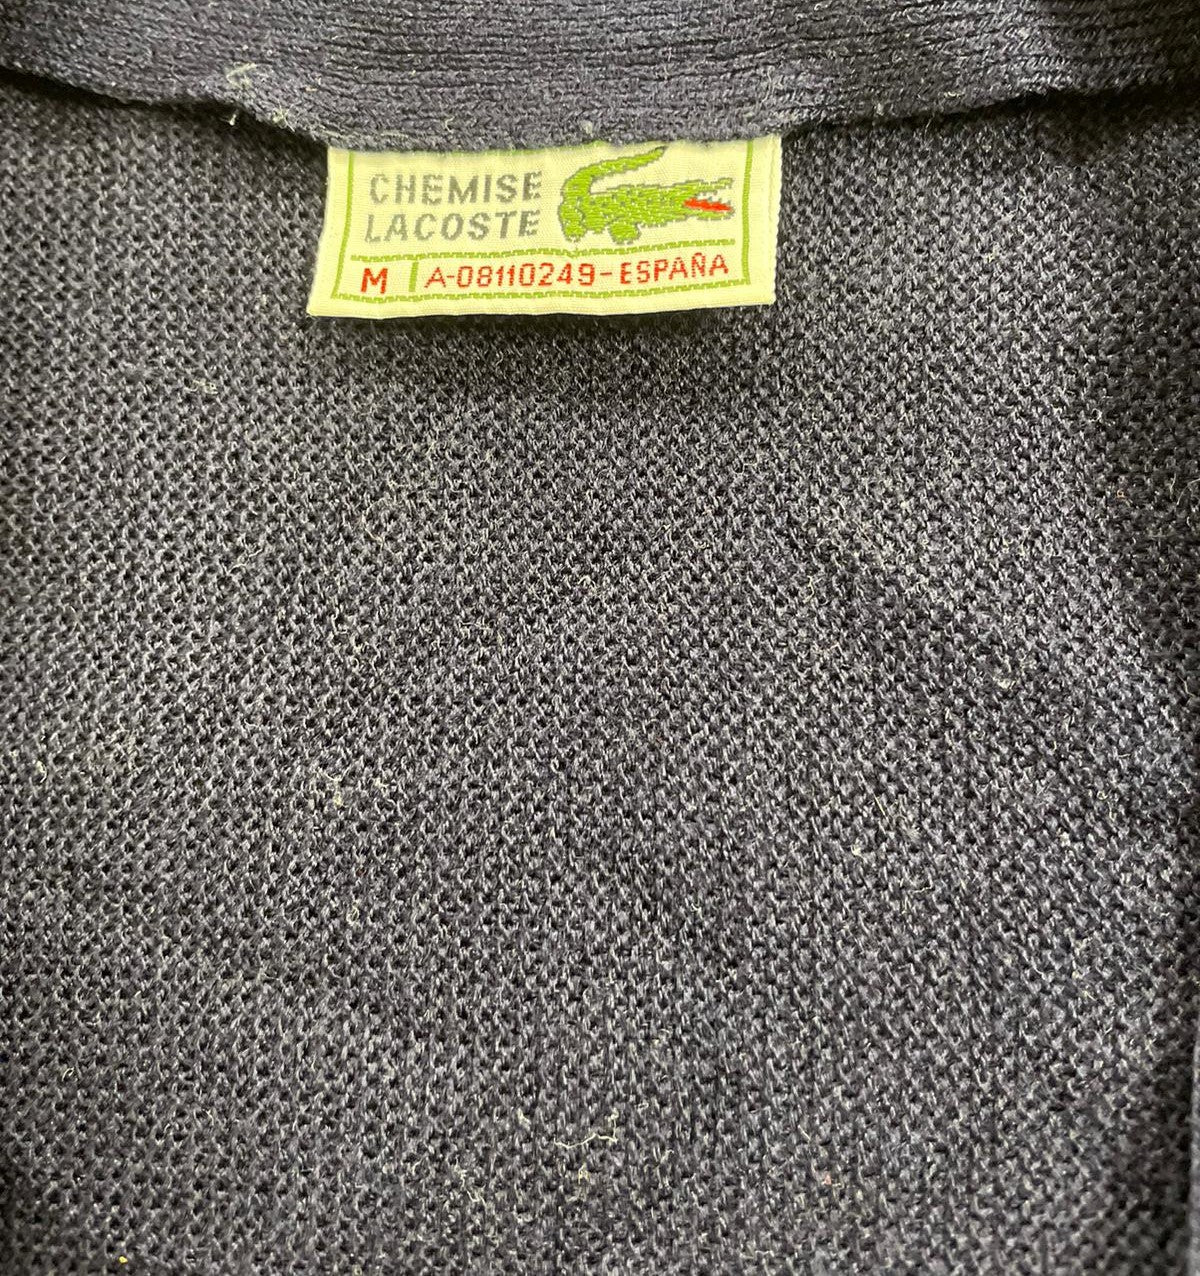 CHEMISE
LACOSTE
M A-08110249-ESPAÑA